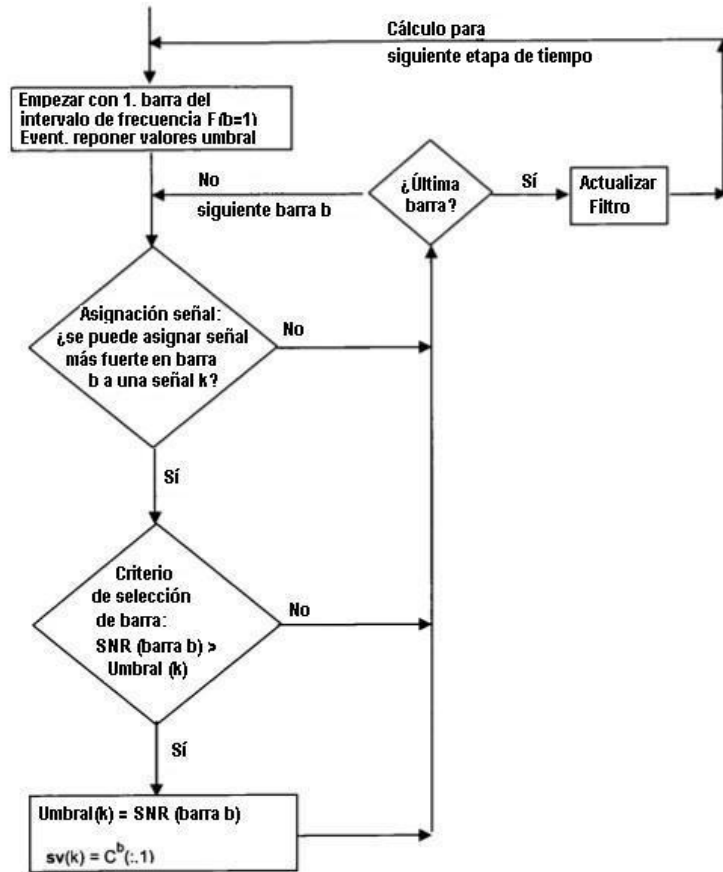 Cálculo para
siguiente etapa de tiempo
Empezar con 1. barra del
intervalo de frecuencia F(b=1)
Event. reponer valores umbral
No
siguiente barra b
¿Última
barra?
Sí
Actualizar
Filtro
Asignación señal:
¿se puede asignar señal
más fuerte en barra
b a una señal k?
No
Sí
Criterio
de selección
de barra:
SNR (barra b) >
Umbral (k)
No
Sí
Umbral(k) = SNR (barra b)
sv(k) = C^b(:,1)